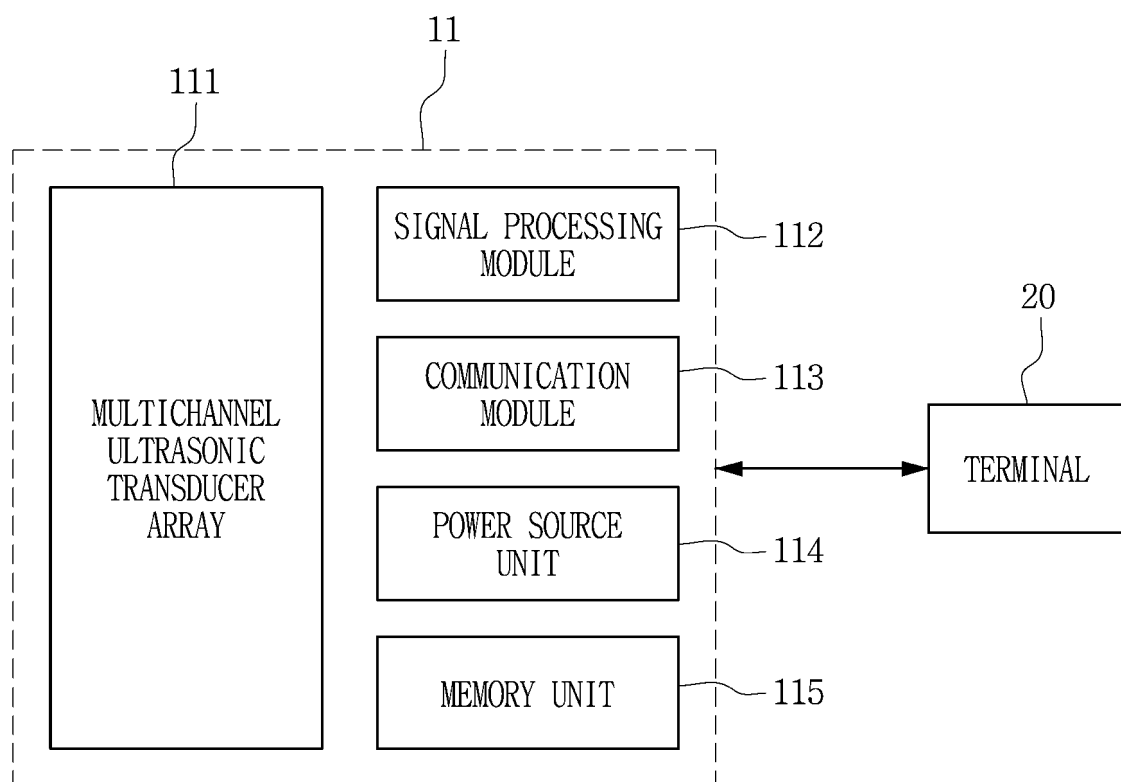 11
111
SIGNAL PROCESSING
MODULE
112
20
COMMUNICATION
MODULE
113
MULTICHANNEL
ULTRASONIC
TRANSDUCER
ARRAY
TERMINAL
POWER SOURCE
UNIT
114
MEMORY UNIT
115